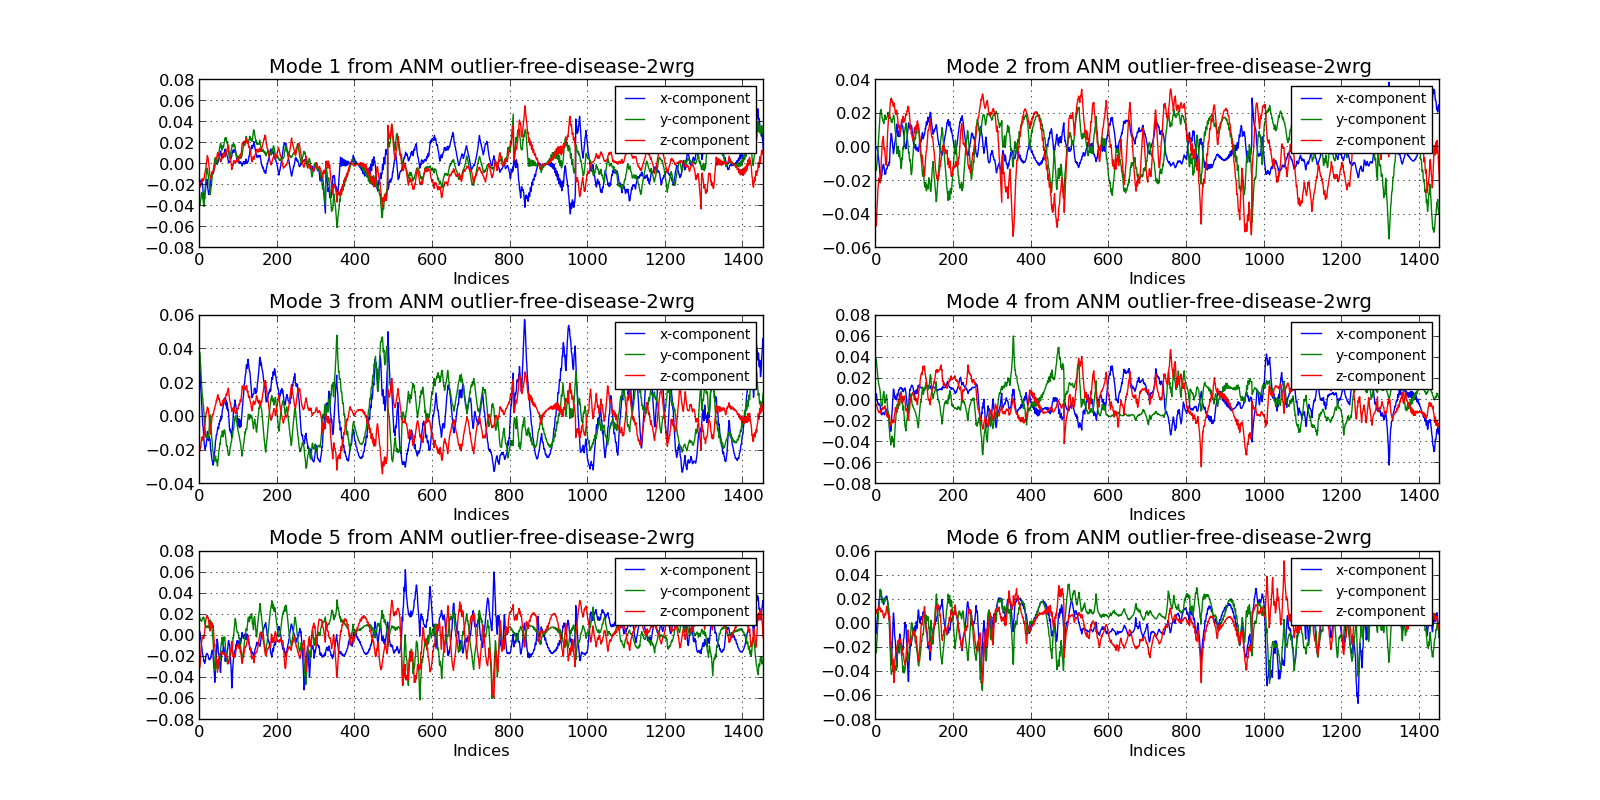 Mode 1 from ANM outlier-free-disease-2wrg
0.08
0.06
0.04
0.02
0.00
−0.02
−0.04
−0.06
−0.08
x-component
y-component
z-component
0 200 400 600 800 1000 1200 1400
Indices
Mode 2 from ANM outlier-free-disease-2wrg
0.04
0.02
0.00
−0.02
−0.04
−0.06
x-component
y-component
z-component
0 200 400 600 800 1000 1200 1400
Indices
Mode 3 from ANM outlier-free-disease-2wrg
0.06
0.04
0.02
0.00
−0.02
−0.04
x-component
y-component
z-component
0 200 400 600 800 1000 1200 1400
Indices
Mode 4 from ANM outlier-free-disease-2wrg
0.08
0.06
0.04
0.02
0.00
−0.02
−0.04
−0.06
−0.08
x-component
y-component
z-component
0 200 400 600 800 1000 1200 1400
Indices
Mode 5 from ANM outlier-free-disease-2wrg
0.08
0.06
0.04
0.02
0.00
−0.02
−0.04
−0.06
−0.08
x-component
y-component
z-component
0 200 400 600 800 1000 1200 1400
Indices
Mode 6 from ANM outlier-free-disease-2wrg
0.06
0.04
0.02
0.00
−0.02
−0.04
−0.06
−0.08
x-component
y-component
z-component
0 200 400 600 800 1000 1200 1400
Indices